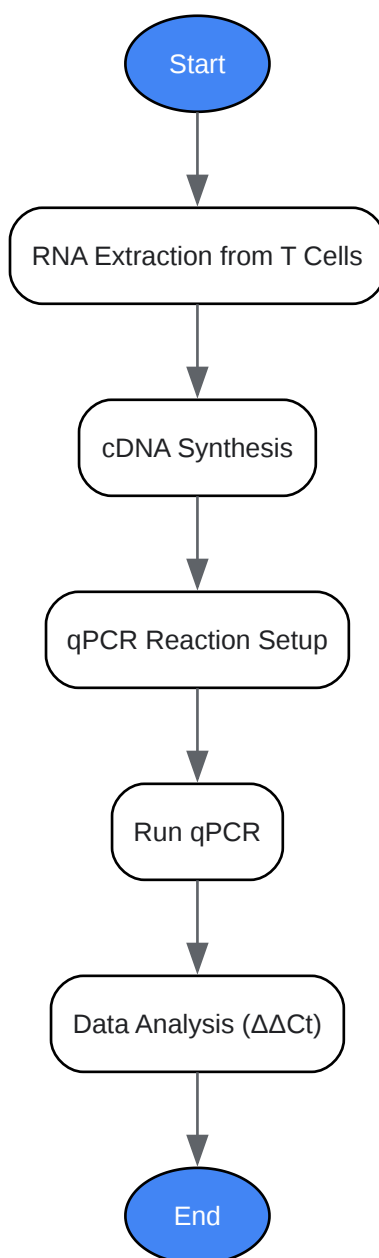 Start
RNA Extraction from T Cells
cDNA Synthesis
qPCR Reaction Setup
Run qPCR
Data Analysis (ΔΔCt)
End